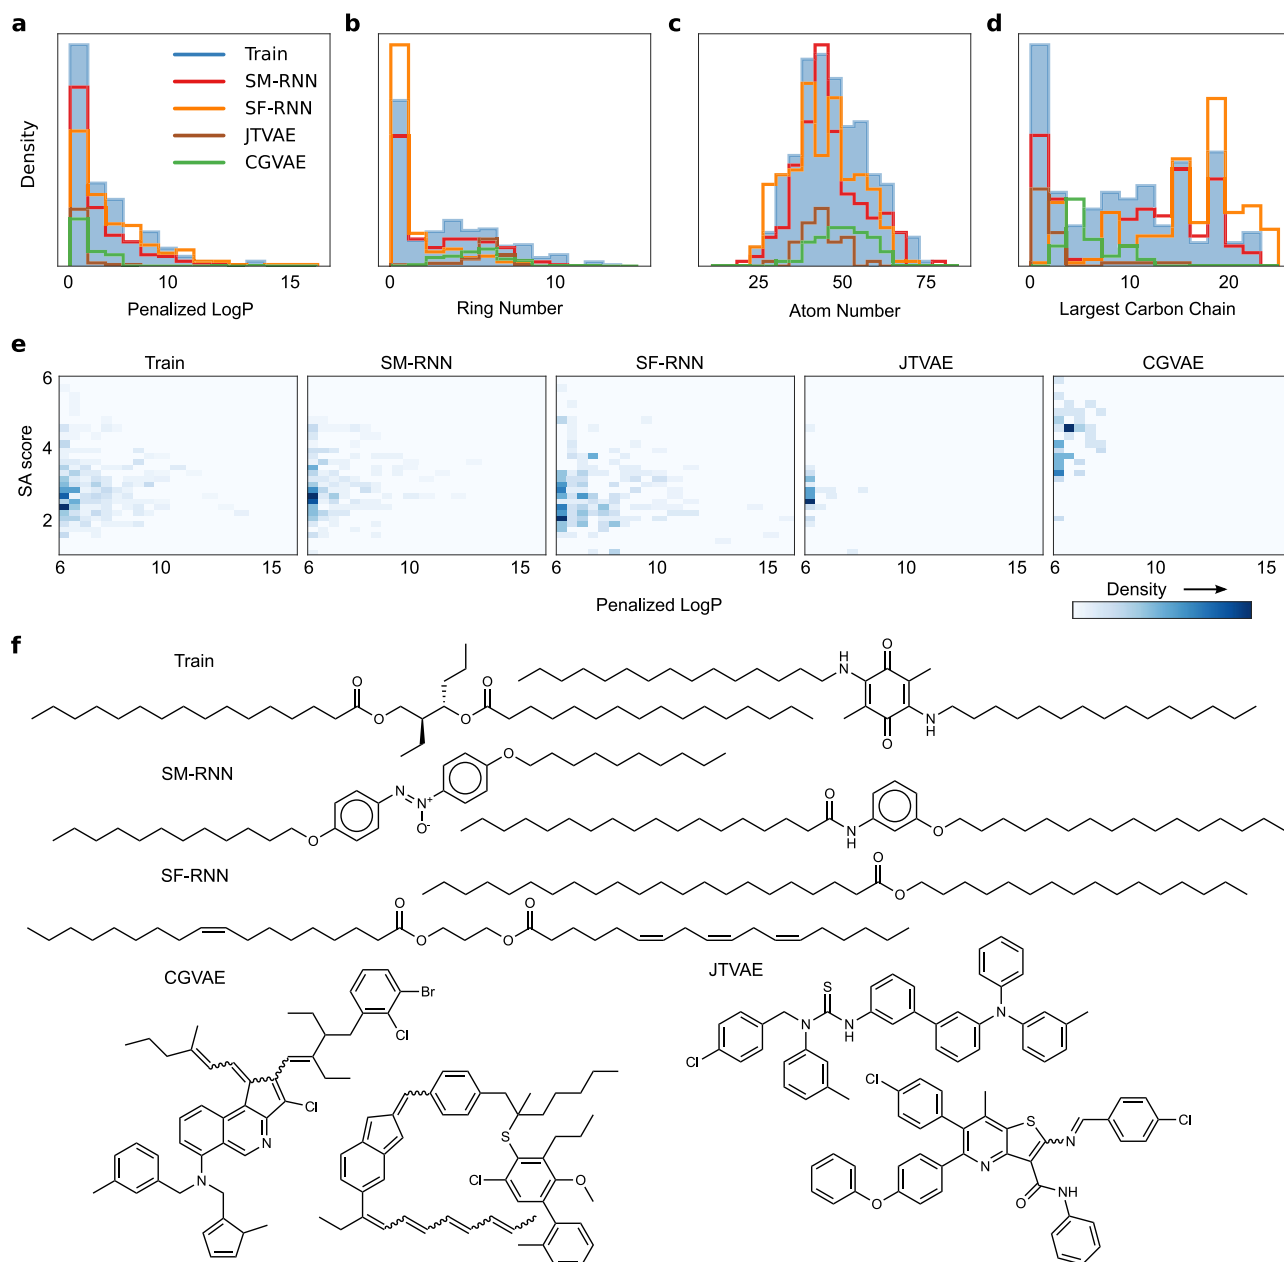 a b c d
Train
SM-RNN
SF-RNN
JTVAE
CGVAE
Density
0 10 15
0 10
25 50 75
0 10 20
Penalized LogP
Ring Number
Atom Number
Largest Carbon Chain
e
Train SM-RNN SF-RNN JTVAE CGVAE
SA score
6
4
2
6 10 15
6 10 15
6 10 15
6 10 15
6 10 15
Penalized LogP
Density
f
Train
O
O
O
O
O
H
N
O
N
H
SM-RNN
O
N
N+
O-
O
O
N
H
O
SF-RNN
O
O
O
O
O
O
CGVAE
Br
Cl
Cl
N
N
S
Cl
O
JTVAE
S
N
NH
Cl
N
Cl
S
N
Cl
N
O
O
NH